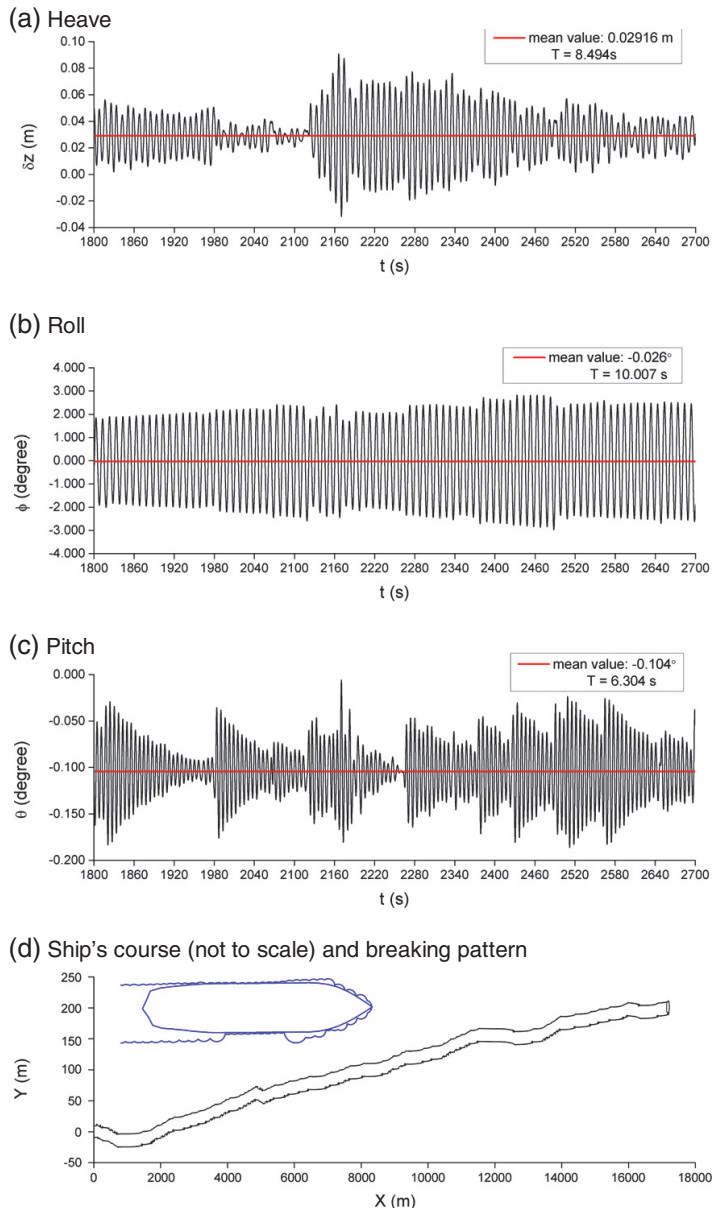 (a) Heave
mean value: 0.02916 m
T = 8.494s
0.10
0.08
0.06
0.04
0.02
0.00
-0.02
-0.04
δz (m)
1800 1840 1920 1980 2040 2100 2160 2220 2280 2340 2400 2460 2520 2580 2640 2700
t (s)
(b) Roll
mean value: -0.026°
T = 10.007 s
4.000
3.000
2.000
1.000
0.000
-1.000
-2.000
-3.000
-4.000
ϕ (degree)
1800 1840 1920 1980 2040 2100 2160 2220 2280 2340 2400 2460 2520 2580 2640 2700
t (s)
(c) Pitch
mean value: -0.104°
T = 6.304 s
0.000
-0.050
-0.100
-0.150
-0.200
θ (degree)
1800 1840 1920 1980 2040 2100 2160 2220 2280 2340 2400 2460 2520 2580 2640 2700
t (s)
(d) Ship's course (not to scale) and breaking pattern
250
200
150
100
50
0
-50
Y (m)
0 2000 4000 6000 8000 10000 12000 14000 16000 18000
X (m)